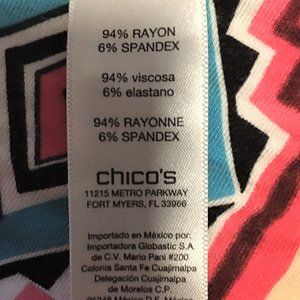 94% RAYON
6% SPANDEX
94% viscosa
6% elastano
94% RAYONNE
6% SPANDEX
chico's
11215 METRO PARKWAY
FORT MYERS, FL 33966
Importado en México por:
Importadora Globastic S.A
de C.V. Mario Pani #200
Colonia Santa Fe Cuajimalpa
Delegación Cuajimalpa
de Morelos C.P.